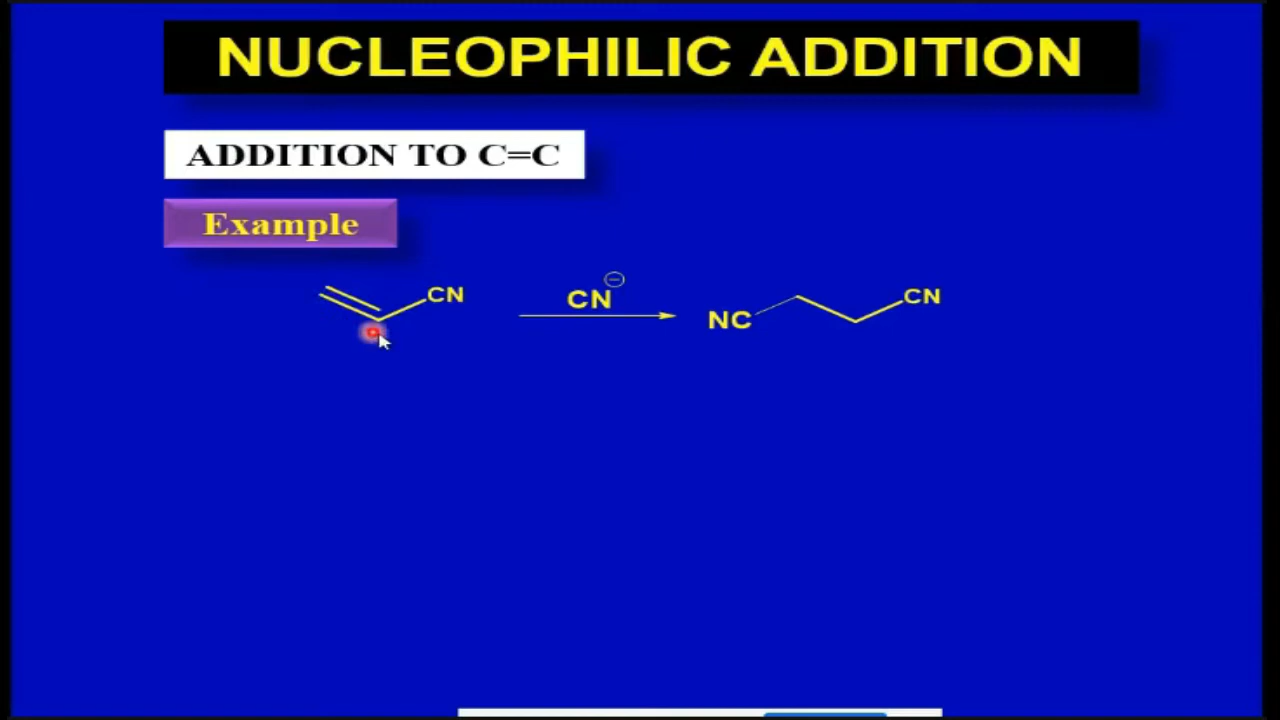 NUCLEOPHILIC ADDITION
ADDITION TO C=C
Example
CN CN⊖ NC CN